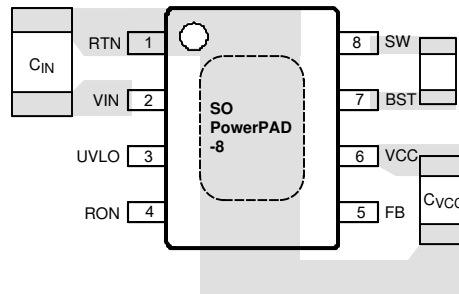 RTN 1
8 SW
C_IN
VIN 2
7 BST
SO
PowerPAD
-8
UVLO 3
6 VCC
RON 4
5 FB
C_VCC